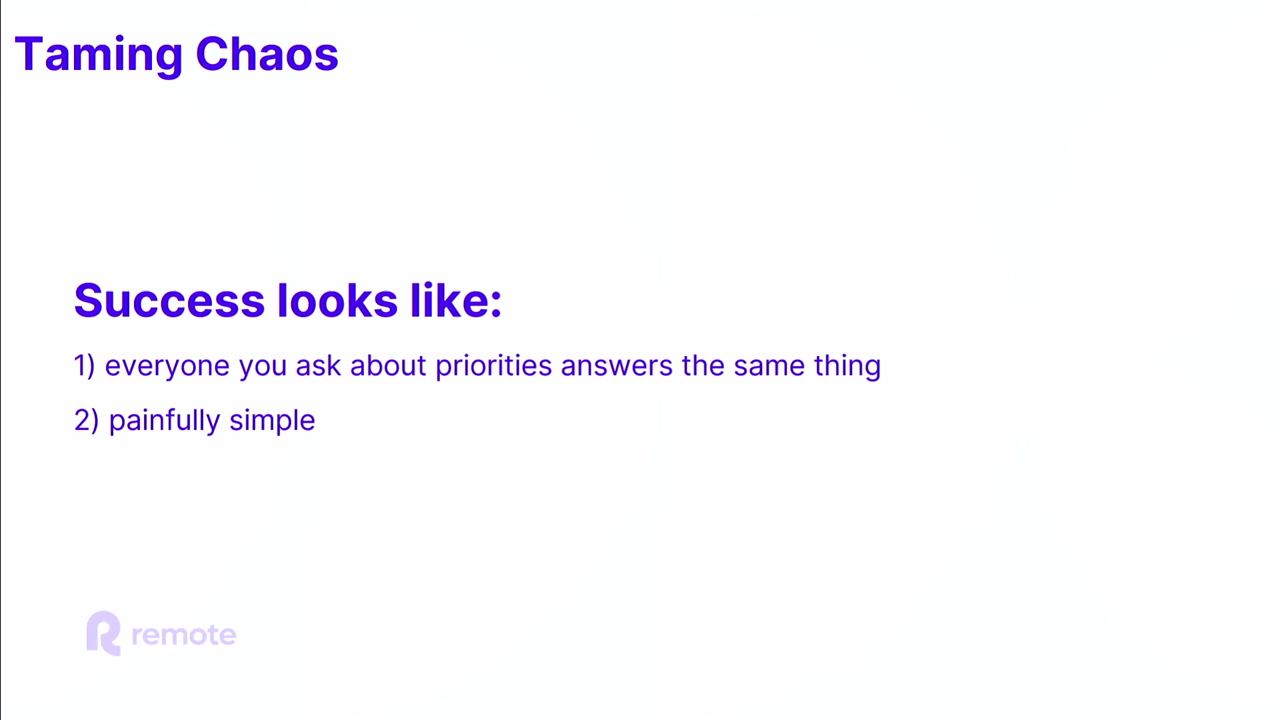 Taming Chaos
Success looks like:
1) everyone you ask about priorities answers the same thing
2) painfully simple
remote